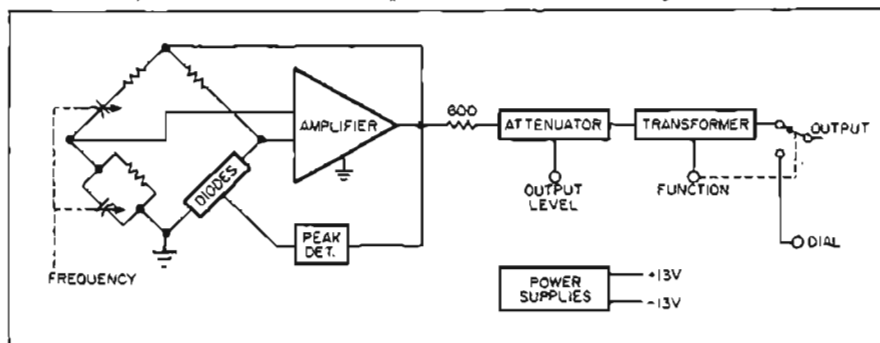 600
AMPLIFIER
ATTENUATOR
TRANSFORMER
OUTPUT
DIODES
OUTPUT
LEVEL
FUNCTION
PEAK
DET.
DIAL
FREQUENCY
POWER
SUPPLIES
+13V
-13V